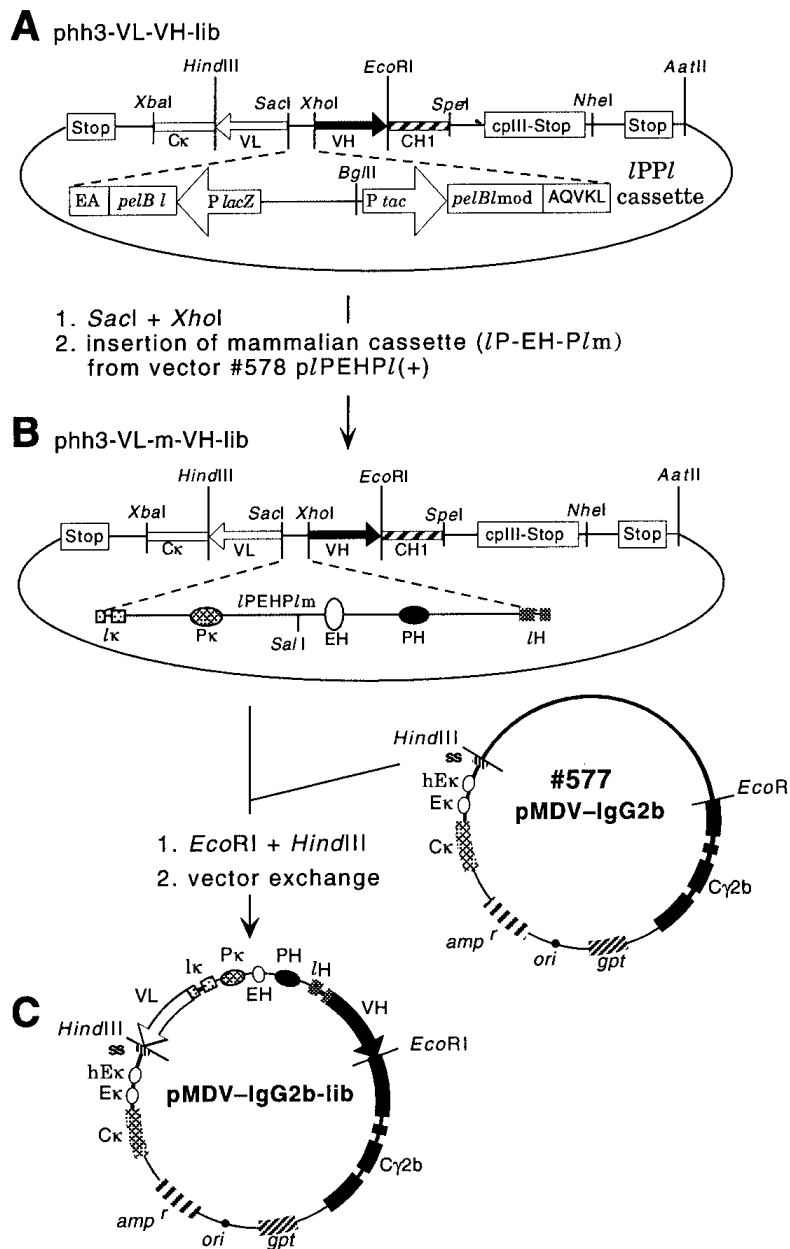 A phh3-VL-VH-lib
HindIII EcoRI AatII
XbaI SacI XhoI SpeI NheI
Stop Cκ VL VH CH1 cpIII-Stop Stop
BglII lPPl
EA pelB l P lacZ P tac pelBlmod AQVKL cassette
1. SacI + XhoI
2. insertion of mammalian cassette (lP-EH-Plm)
from vector #578 plPEHPl(+)
B phh3-VL-m-VH-lib
HindIII EcoRI AatII
XbaI SacI XhoI SpeI NheI
Stop Cκ VL VH CH1 cpIII-Stop Stop
lPEHPlm
lκ Pκ SalI EH PH lH
HindIII
ss
hEκ
Eκ
Cκ
#577
pMDV–IgG2b
EcoR
Cγ2b
amp r ori gpt
1. EcoRI + HindIII
2. vector exchange
C
VL lκ Pκ EH PH lH VH
HindIII EcoRI
ss
hEκ
Eκ
Cκ
pMDV–IgG2b-lib
Cγ2b
amp r ori gpt